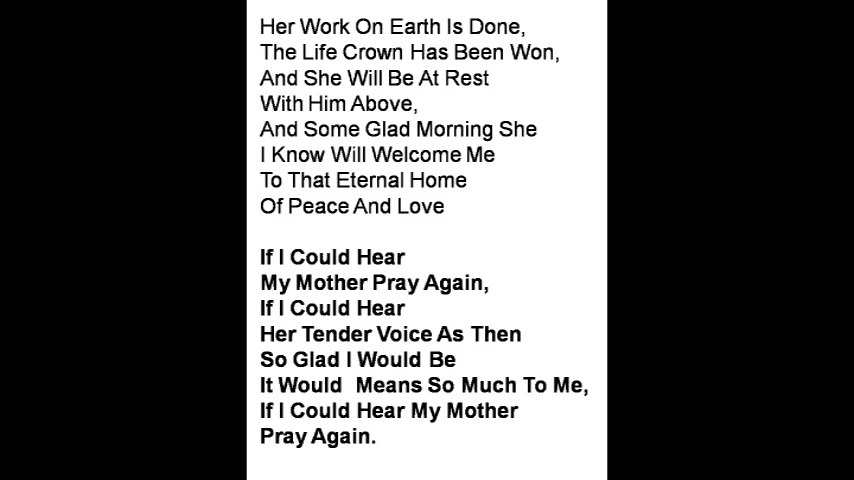 Her Work On Earth Is Done,
The Life Crown Has Been Won,
And She Will Be At Rest
With Him Above,
And Some Glad Morning She
I Know Will Welcome Me
To That Eternal Home
Of Peace And Love
If I Could Hear
My Mother Pray Again,
If I Could Hear
Her Tender Voice As Then
So Glad I Would Be
It Would  Means So Much To Me,
If I Could Hear My Mother
Pray Again.